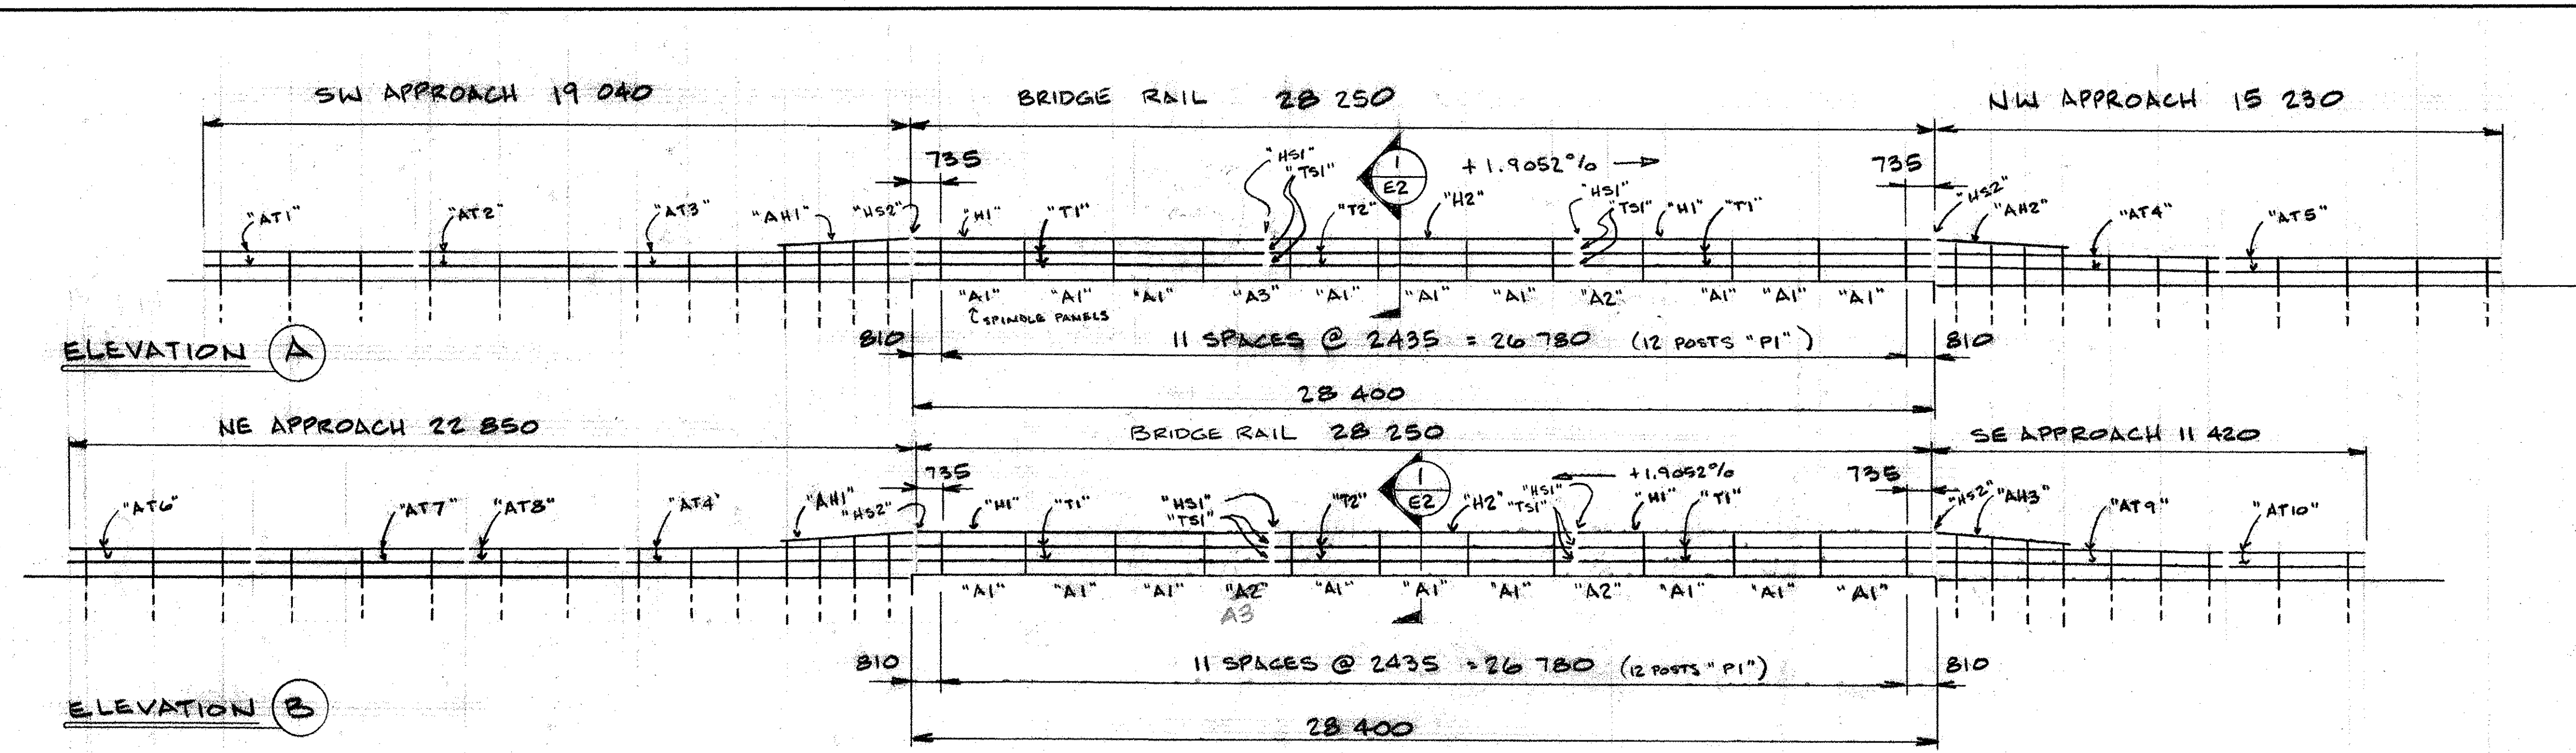 SW APPROACH 19 040
BRIDGE RAIL 28 250
NW APPROACH 15 230
735
"HS1"
"TS1"
1
E2
+1.9052%
735
"AT1"
"AT2"
"AT3"
"AH1"
"HS2"
"H1"
"T1"
"T2"
"H2"
"HS1"
"TS1"
"H1"
"T1"
"HS2"
"AH2"
"AT4"
"AT5"
"A1" "A1" "A1" "A3" "A1" "A1" "A1" "A2" "A1" "A1" "A1"
SPINDLE PANELS
ELEVATION A
810
11 SPACES @ 2435 = 26 780 (12 POSTS "P1")
810
28 400
NE APPROACH 22 850
BRIDGE RAIL 28 250
SE APPROACH 11 420
735
1
E2
+1.9052%
735
"AT6"
"AT7"
"AT8"
"AT4"
"AH1"
"HS2"
"H1"
"T1"
"HS1"
"TS1"
"T2"
"H2"
"HS1"
"TS1"
"H1"
"T1"
"HS2"
"AH3"
"AT9"
"AT10"
"A1" "A1" "A1" "A2" "A1" "A1" "A1" "A2" "A1" "A1" "A1"
A3
810
11 SPACES @ 2435 = 26 780 (12 POSTS "P1")
810
ELEVATION B
28 400